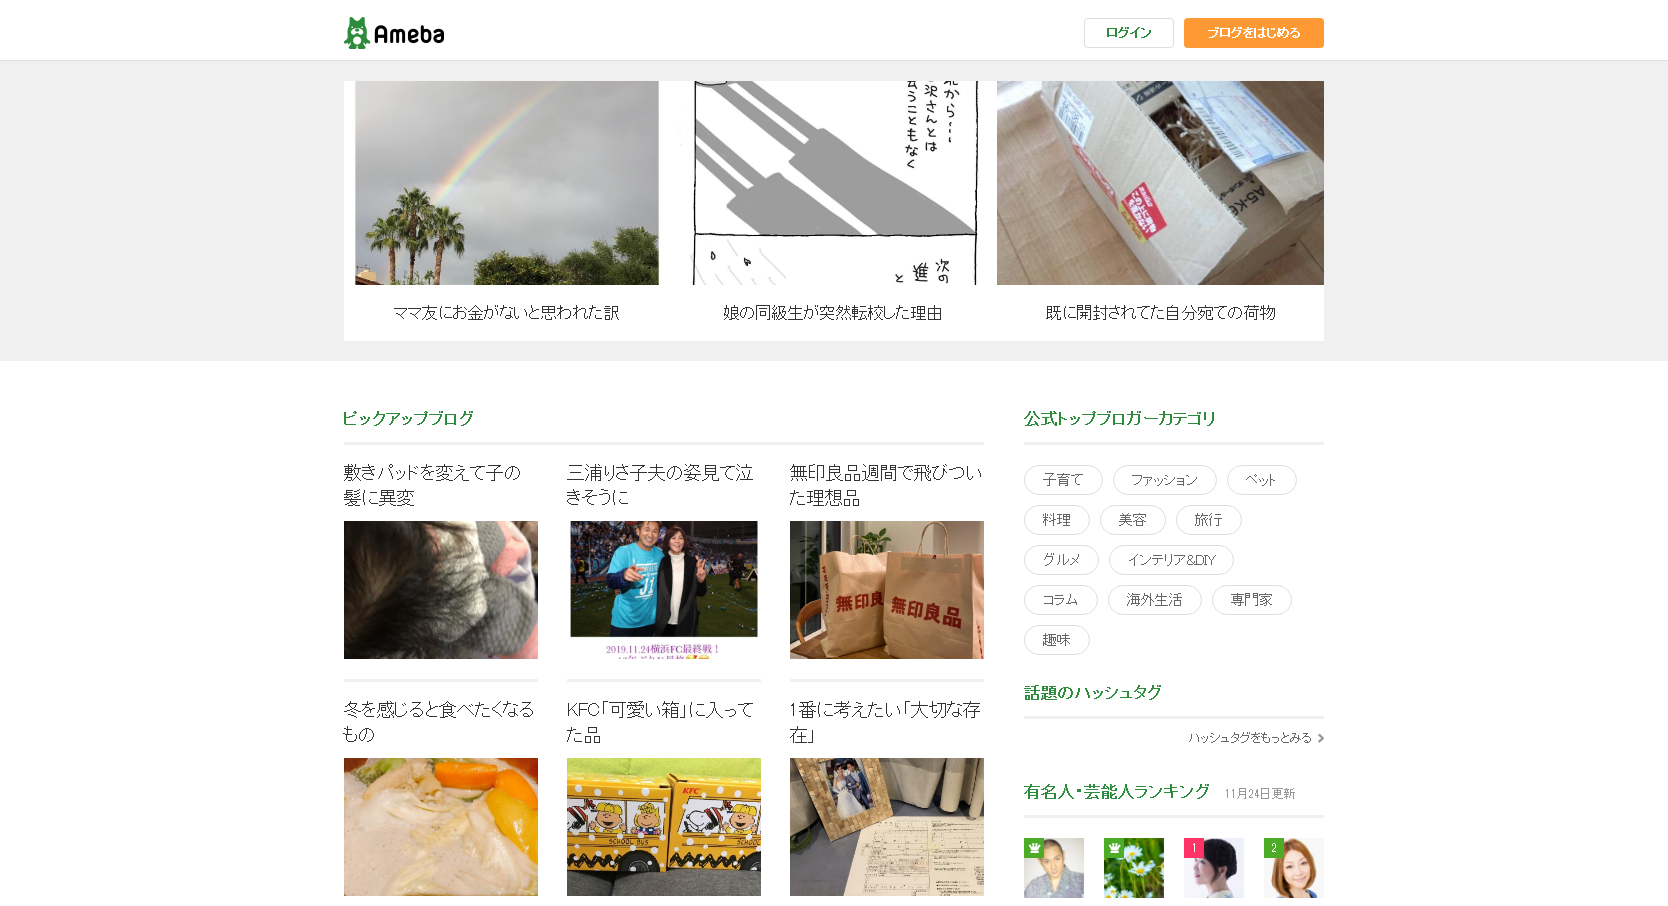 Ameba
ログイン
ブログをはじめる
沢さんとは
会うこともなく
次の
進
と
ママ友にお金がないと思われた訳
娘の同級生が突然転校した理由
既に開封されてた自分宛ての荷物
ピックアップブログ
敷きパッドを変えて子の
髪に異変
三浦りさ子夫の姿見て泣
きそうに
無印良品週間で飛びつい
た理想品
J1
2019.11.24横浜FC最終戦!
無印良品
無印良品
冬を感じると食べたくなる
もの
KFC「可愛い箱」に入って
た品
1番に考えたい「大切な存
在」
KFC
SCHOOL BUS
SCHOOL BUS
公式トップブロガーカテゴリ
子育て
ファッション
ペット
料理
美容
旅行
グルメ
インテリア&DIY
コラム
海外生活
専門家
趣味
話題のハッシュタグ
ハッシュタグをもっとみる
有名人・芸能人ランキング 11月24日更新
1
2